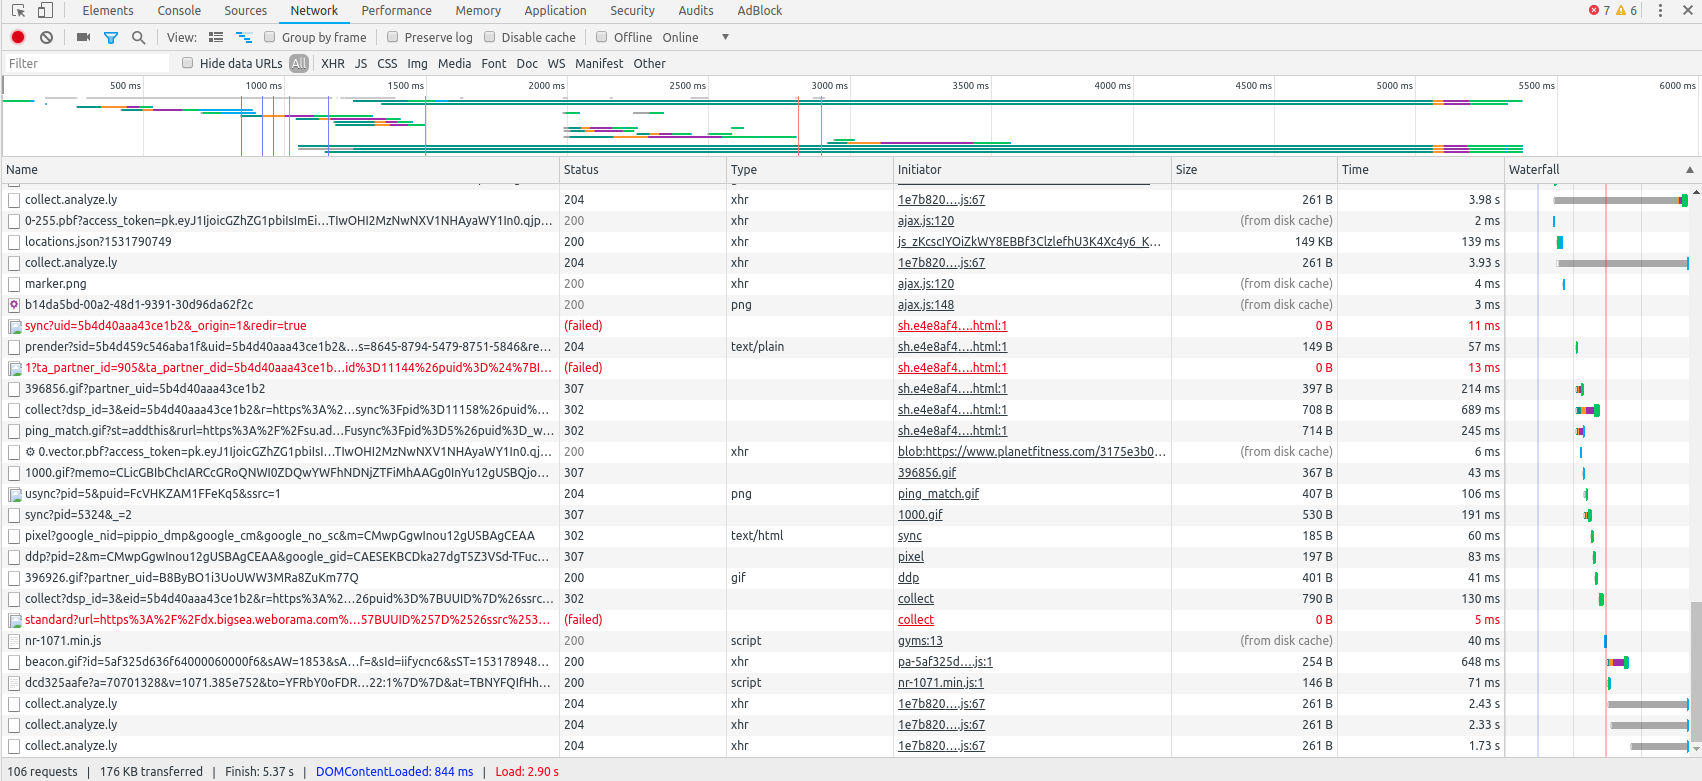 Elements Console Sources Network Performance Memory Application Security Audits AdBlock 7 6
View: Group by frame Preserve log Disable cache Offline Online
Filter Hide data URLs All XHR JS CSS Img Media Font Doc WS Manifest Other
500 ms 1000 ms 1500 ms 2000 ms 2500 ms 3000 ms 3500 ms 4000 ms 4500 ms 5000 ms 5500 ms 6000 ms
Name Status Type Initiator Size Time Waterfall
collect.analyze.ly 204 xhr 1e7b820….js:67 261 B 3.98 s
0-255.pbf?access_token=pk.eyJ1IjoicGZhZG1pbiIsImEi…TIwOHI2MzNwNXV1NHAyaWY1In0.qjp… 200 xhr ajax.js:120 (from disk cache) 2 ms
locations.json?1531790749 200 xhr js_zKcscIYOiZkWY8EBBf3ClzlefhU3K4Xc4y6_K… 149 KB 139 ms
collect.analyze.ly 204 xhr 1e7b820….js:67 261 B 3.93 s
marker.png 200 xhr ajax.js:120 (from disk cache) 4 ms
b14da5bd-00a2-48d1-9391-30d96da62f2c 200 png ajax.js:148 (from disk cache) 3 ms
sync?uid=5b4d40aaa43ce1b2&_origin=1&redir=true (failed) sh.e4e8af4….html:1 0 B 11 ms
prender?sid=5b4d459c546aba1f&uid=5b4d40aaa43ce1b2&…s=8645-8794-5479-8751-5846&re… 204 text/plain sh.e4e8af4….html:1 149 B 57 ms
1?ta_partner_id=905&ta_partner_did=5b4d40aaa43ce1b…id%3D11144%26puid%3D%24%7BI… (failed) sh.e4e8af4….html:1 0 B 13 ms
396856.gif?partner_uid=5b4d40aaa43ce1b2 307 sh.e4e8af4….html:1 397 B 214 ms
collect?dsp_id=3&eid=5b4d40aaa43ce1b2&r=https%3A%2…sync%3Fpid%3D11158%26puid%… 302 sh.e4e8af4….html:1 708 B 689 ms
ping_match.gif?st=addthis&rurl=https%3A%2F%2Fsu.ad…Fusync%3Fpid%3D5%26puid%3D_w… 302 sh.e4e8af4….html:1 714 B 245 ms
⚙ 0.vector.pbf?access_token=pk.eyJ1IjoicGZhZG1pbiIsI…TIwOHI2MzNwNXV1NHAyaWY1In0.qj… 200 xhr blob:https://www.planetfitness.com/3175e3b0… (from disk cache) 6 ms
1000.gif?memo=CLicGBIbChcIARCcGRoQNWI0ZDQwYWFhNDNjZTFiMhAAGg0InYu12gUSBQjo… 307 396856.gif 367 B 43 ms
usync?pid=5&puid=FcVHKZAM1FFeKq5&ssrc=1 204 png ping_match.gif 407 B 106 ms
sync?pid=5324&_=2 307 1000.gif 530 B 191 ms
pixel?google_nid=pippio_dmp&google_cm&google_no_sc&m=CMwpGgwInou12gUSBAgCEAA 302 text/html sync 185 B 60 ms
ddp?pid=2&m=CMwpGgwInou12gUSBAgCEAA&google_gid=CAESEKBCDka27dgT5Z3VSd-TFuc… 307 pixel 197 B 83 ms
396926.gif?partner_uid=B8ByBO1i3UoUWW3MRa8ZuKm77Q 200 gif ddp 401 B 41 ms
collect?dsp_id=3&eid=5b4d40aaa43ce1b2&r=https%3A%2…26puid%3D%7BUUID%7D%26ssrc… 302 collect 790 B 130 ms
standard?url=https%3A%2F%2Fdx.bigsea.weborama.com%…57BUUID%257D%2526ssrc%253… (failed) collect 0 B 5 ms
nr-1071.min.js 200 script gyms:13 (from disk cache) 40 ms
beacon.gif?id=5af325d636f64000060000f6&sAW=1853&sA…f=&sId=iifycnc6&sST=153178948… 200 xhr pa-5af325d….js:1 254 B 648 ms
dcd325aafe?a=70701328&v=1071.385e752&to=YFRbY0oFDR…22:1%7D%7D&at=TBNYFQIfHh… 200 script nr-1071.min.js:1 146 B 71 ms
collect.analyze.ly 204 xhr 1e7b820….js:67 261 B 2.43 s
collect.analyze.ly 204 xhr 1e7b820….js:67 261 B 2.33 s
collect.analyze.ly 204 xhr 1e7b820….js:67 261 B 1.73 s
106 requests | 176 KB transferred | Finish: 5.37 s | DOMContentLoaded: 844 ms | Load: 2.90 s